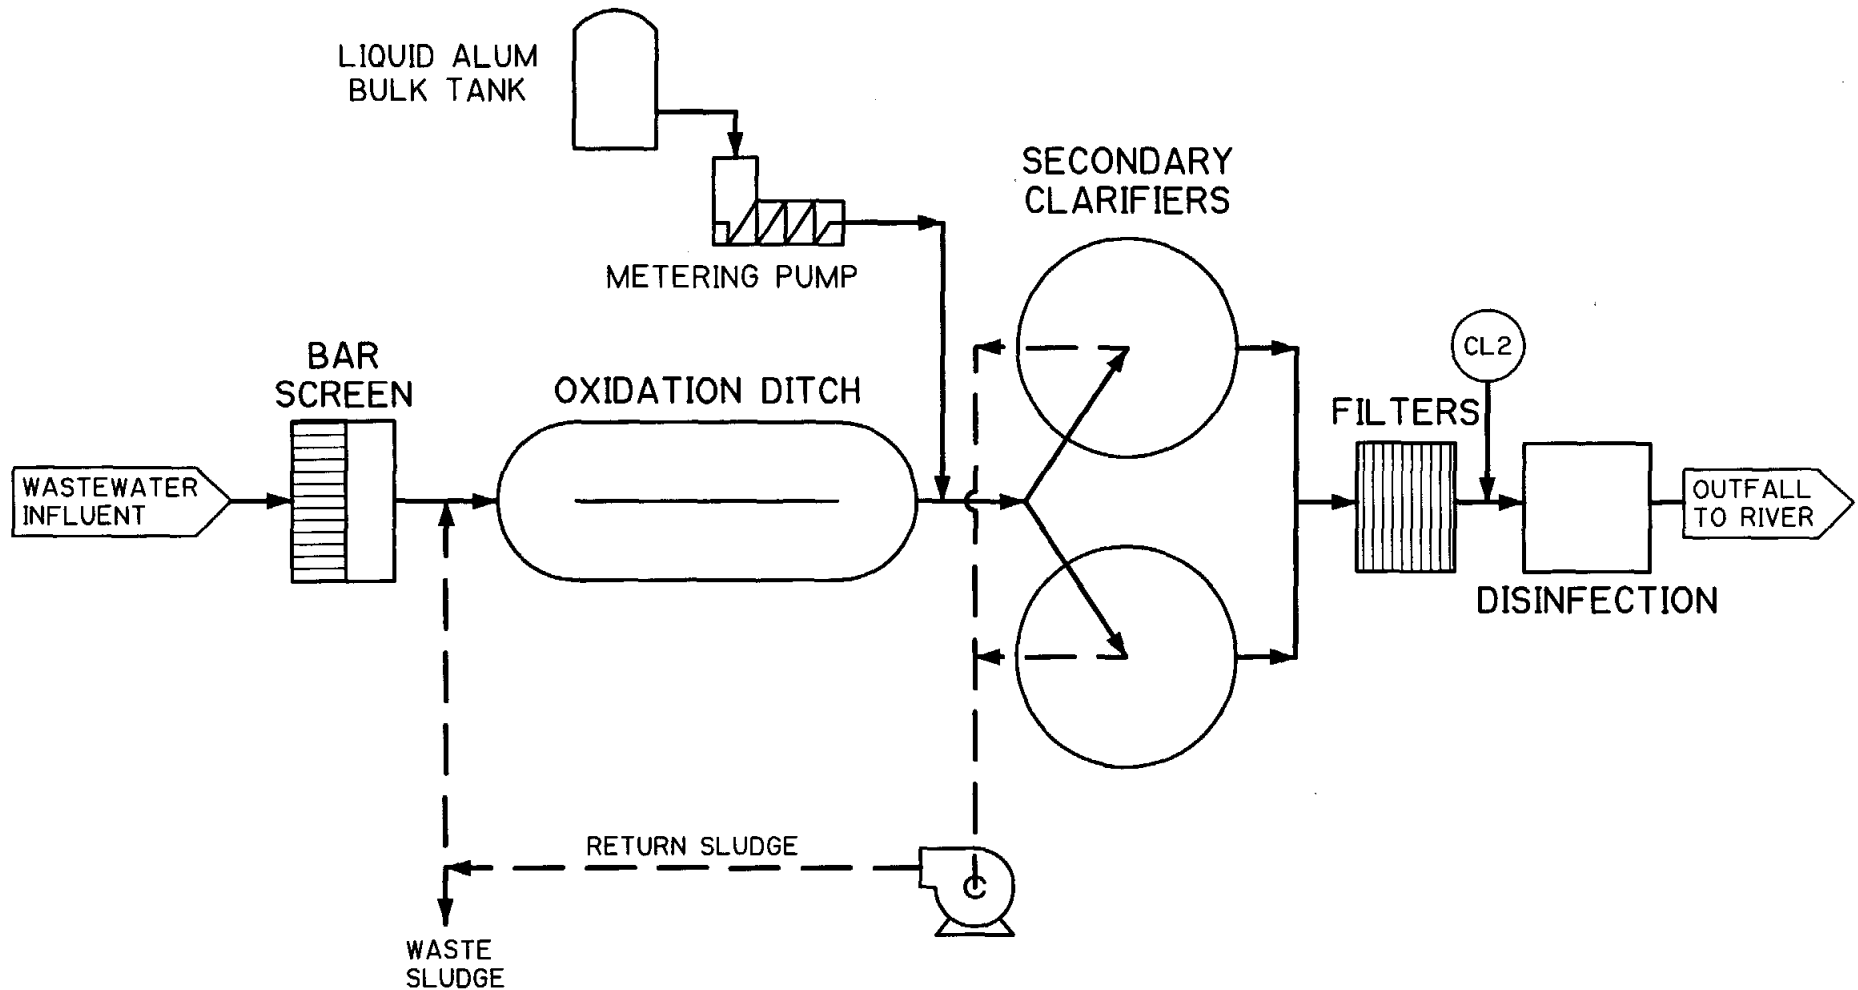 LIQUID ALUM
BULK TANK
METERING PUMP
SECONDARY
CLARIFIERS
BAR
SCREEN
OXIDATION DITCH
FILTERS
CL2
WASTEWATER
INFLUENT
OUTFALL
TO RIVER
DISINFECTION
RETURN SLUDGE
WASTE
SLUDGE